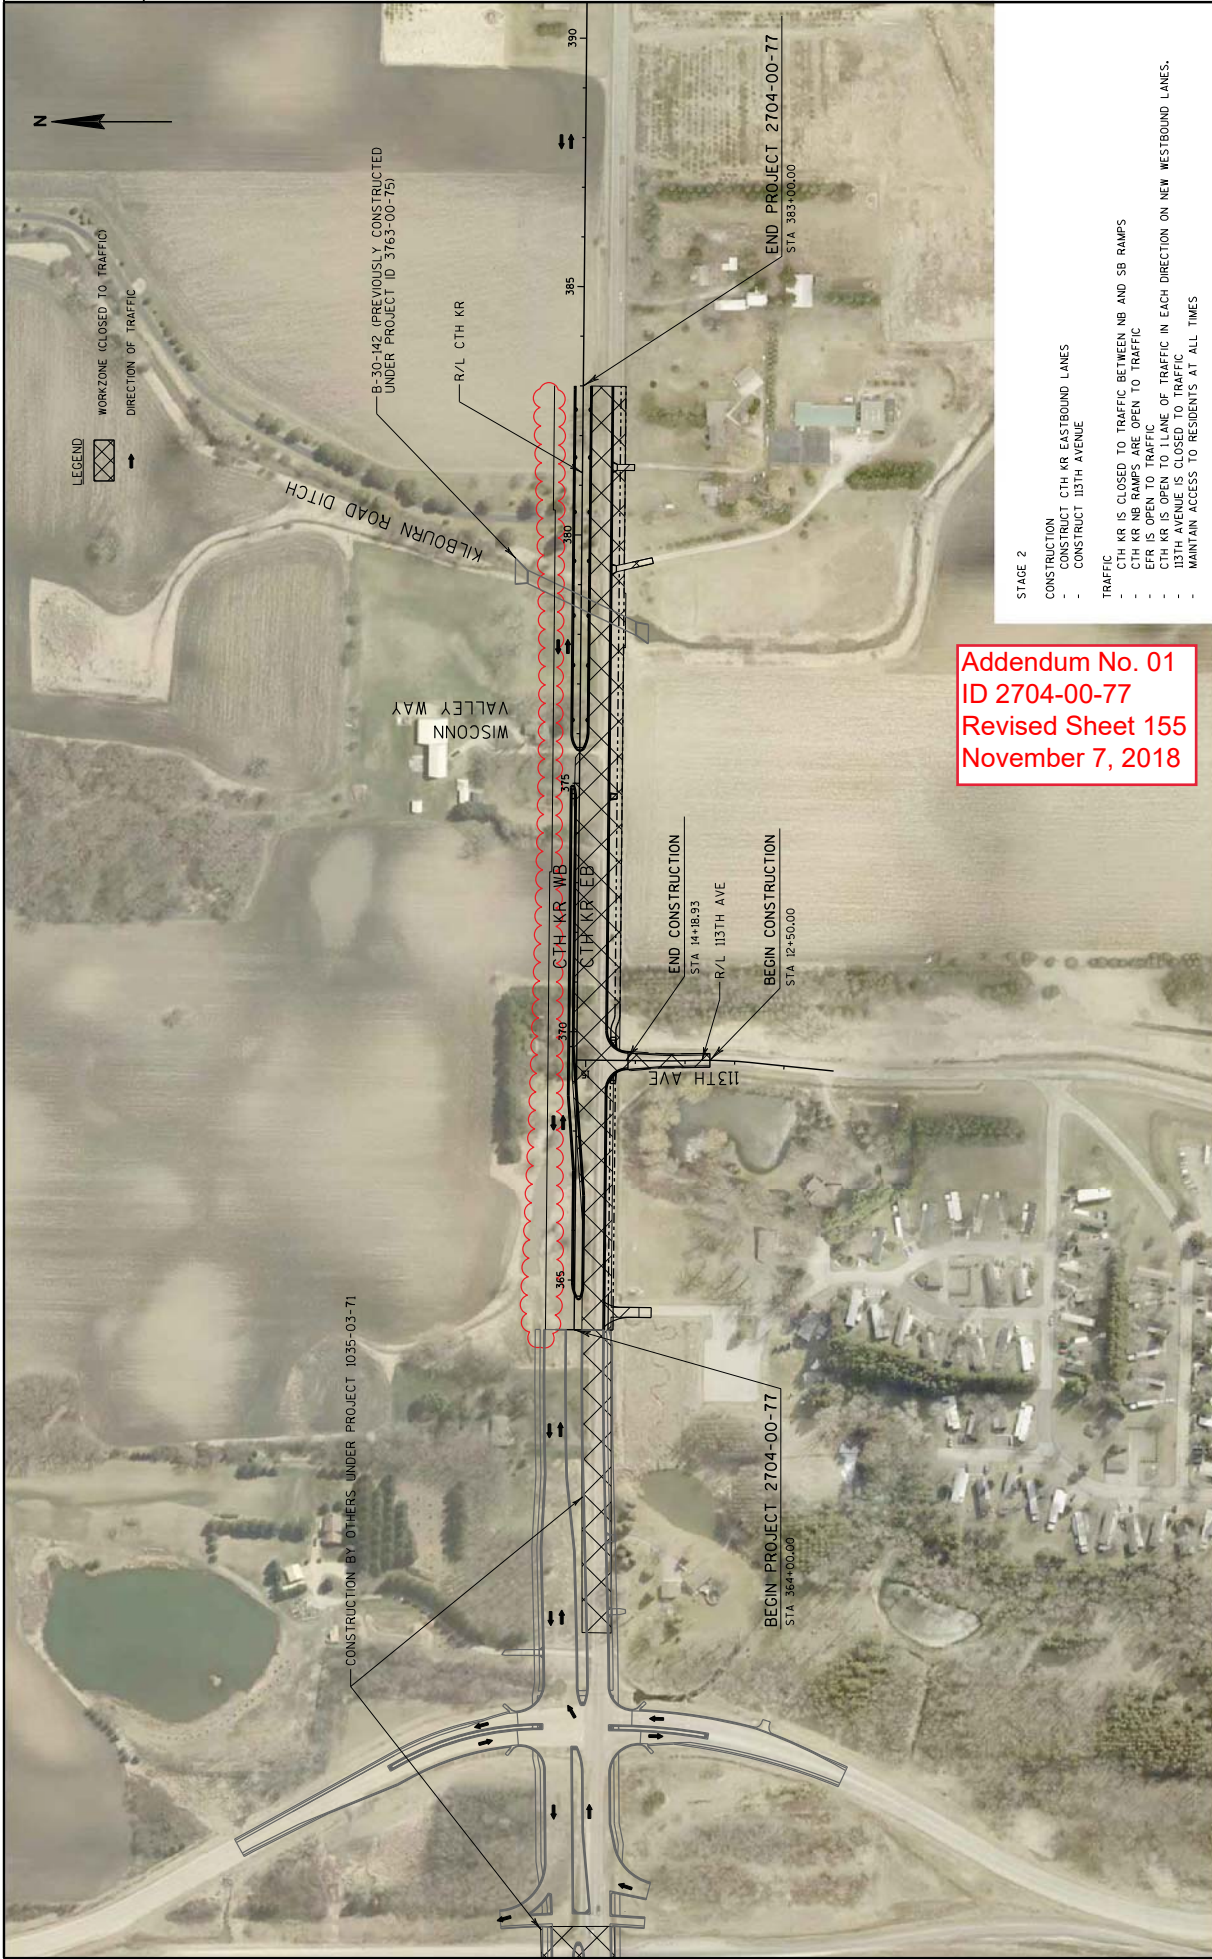 N
LEGEND
WORKZONE (CLOSED TO TRAFFIC)
DIRECTION OF TRAFFIC
CONSTRUCTION BY OTHERS UNDER PROJECT 1035-03-71
B-30-142 (PREVIOUSLY CONSTRUCTED
UNDER PROJECT ID 3763-00-75)
R/L CTH KR
KILBOURN ROAD DITCH
WISCONN
VALLEY WAY
CTH KR WB
CTH KR EB
365
370
375
380
385
390
15
113TH AVE
END CONSTRUCTION
STA 14+18.93
R/L 113TH AVE
BEGIN CONSTRUCTION
STA 12+50.00
BEGIN PROJECT 2704-00-77
STA 364+00.00
END PROJECT 2704-00-77
STA 383+00.00
STAGE 2
CONSTRUCTION
- CONSTRUCT CTH KR EASTBOUND LANES
- CONSTRUCT 113TH AVENUE
TRAFFIC
- CTH KR IS CLOSED TO TRAFFIC BETWEEN NB AND SB RAMPS
- CTH KR NB RAMPS ARE OPEN TO TRAFFIC
- EFR IS OPEN TO TRAFFIC
- CTH KR IS OPEN TO 1 LANE OF TRAFFIC IN EACH DIRECTION ON NEW WESTBOUND LANES.
- 113TH AVENUE IS CLOSED TO TRAFFIC
- MAINTAIN ACCESS TO RESIDENTS AT ALL TIMES
Addendum No. 01
ID 2704-00-77
Revised Sheet 155
November 7, 2018